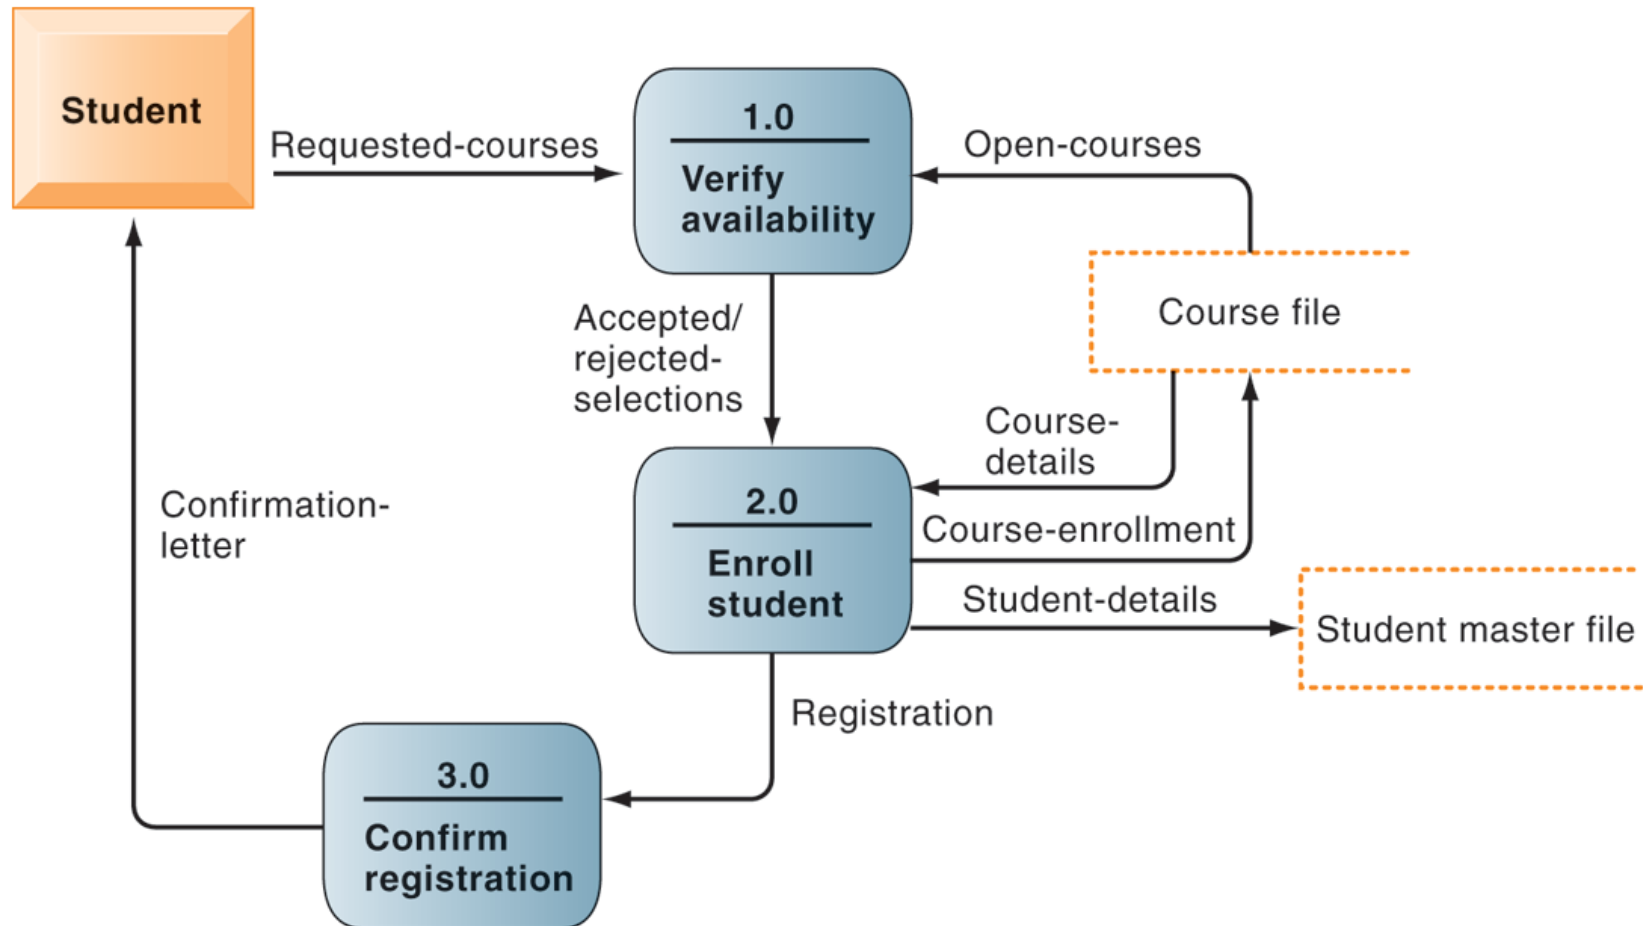 Student
Requested-courses
1.0
Verify
availability
Open-courses
Course file
Accepted/
rejected-
selections
Course-
details
2.0
Enroll
student
Course-enrollment
Student-details
Student master file
Confirmation-
letter
Registration
3.0
Confirm
registration